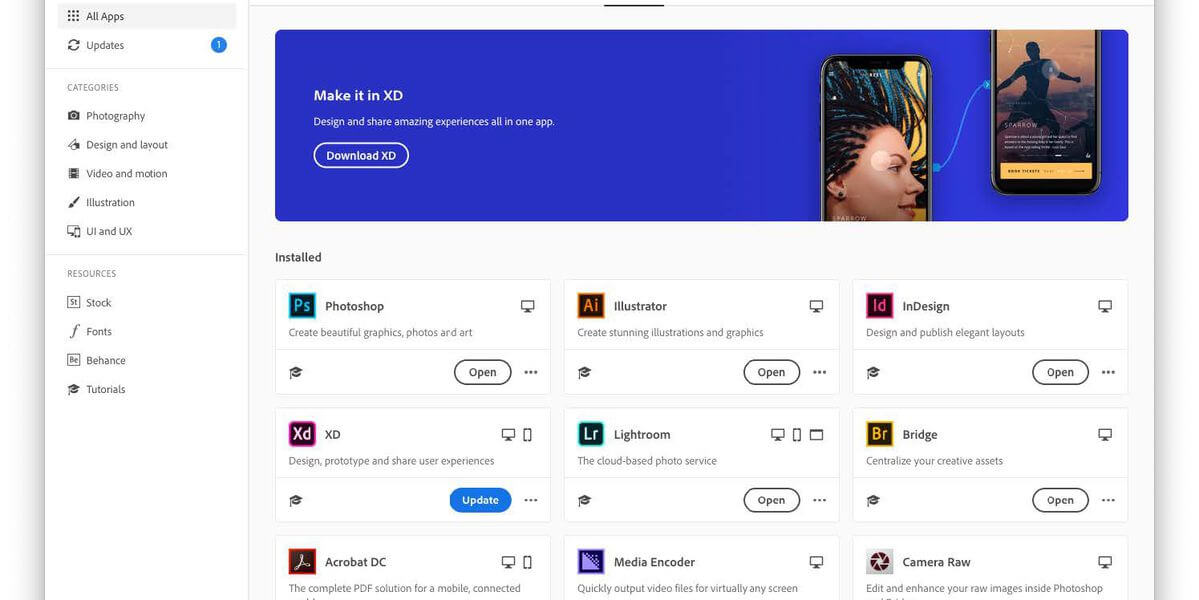 All Apps
Updates
1
CATEGORIES
Photography
Design and layout
Video and motion
Illustration
UI and UX
RESOURCES
St Stock
Fonts
Be Behance
Tutorials
Make it in XD
Design and share amazing experiences all in one app.
Download XD
SPARROW
SPARROW
BOOK TICKETS
Installed
Ps Photoshop
Create beautiful graphics, photos and art
Open
Ai Illustrator
Create stunning illustrations and graphics
Open
Id InDesign
Design and publish elegant layouts
Open
Xd XD
Design, prototype and share user experiences
Update
Lr Lightroom
The cloud-based photo service
Open
Br Bridge
Centralize your creative assets
Open
Acrobat DC
The complete PDF solution for a mobile, connected
Media Encoder
Quickly output video files for virtually any screen
Camera Raw
Edit and enhance your raw images inside Photoshop